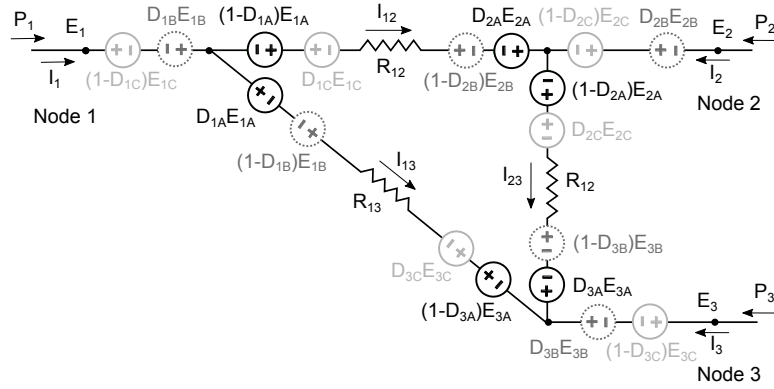 P1 E1 D1BE1B (1-D1A)E1A I12 D2AE2A (1-D2C)E2C D2BE2B E2 P2
I1 (1-D1C)E1C D1CE1C R12 (1-D2B)E2B I2
Node 1 D1AE1A (1-D2A)E2A Node 2
(1-D1B)E1B D2CE2C
I13 I23 R12
R13
D3CE3C (1-D3B)E3B
(1-D3A)E3A D3AE3A E3 P3
D3BE3B (1-D3C)E3C I3
Node 3